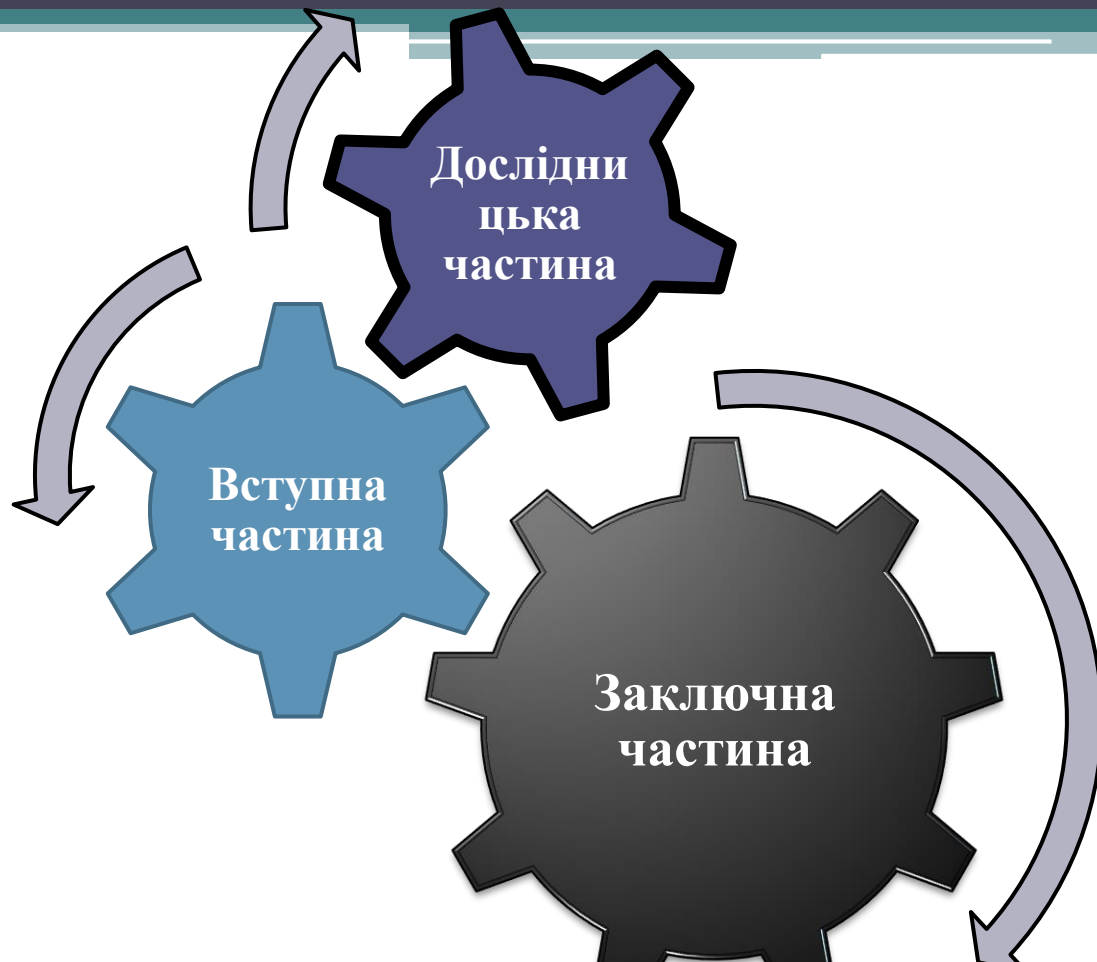 Дослідни
цька
частина
Вступна
частина
Заключна
частина